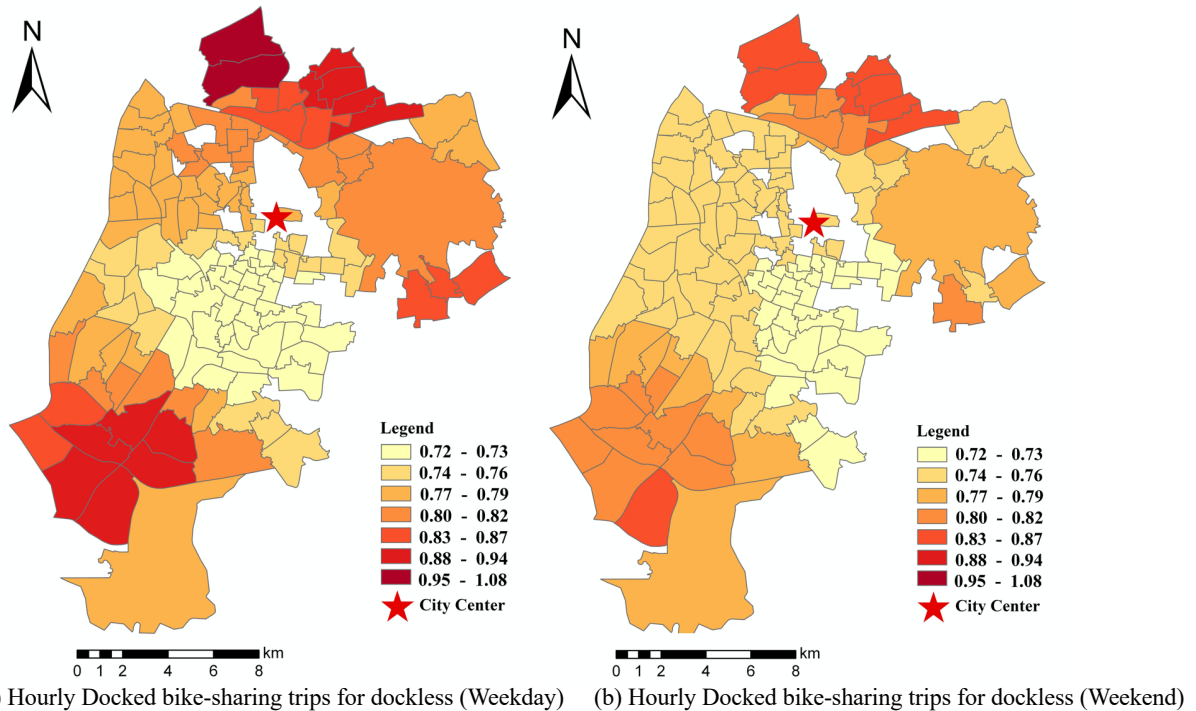 N
N
Legend
0.72 - 0.73
0.74 - 0.76
0.77 - 0.79
0.80 - 0.82
0.83 - 0.87
0.88 - 0.94
0.95 - 1.08
City Center
Legend
0.72 - 0.73
0.74 - 0.76
0.77 - 0.79
0.80 - 0.82
0.83 - 0.87
0.88 - 0.94
0.95 - 1.08
City Center
km
0 1 2 4 6 8
km
0 1 2 4 6 8
) Hourly Docked bike-sharing trips for dockless (Weekday)
(b) Hourly Docked bike-sharing trips for dockless (Weekend)